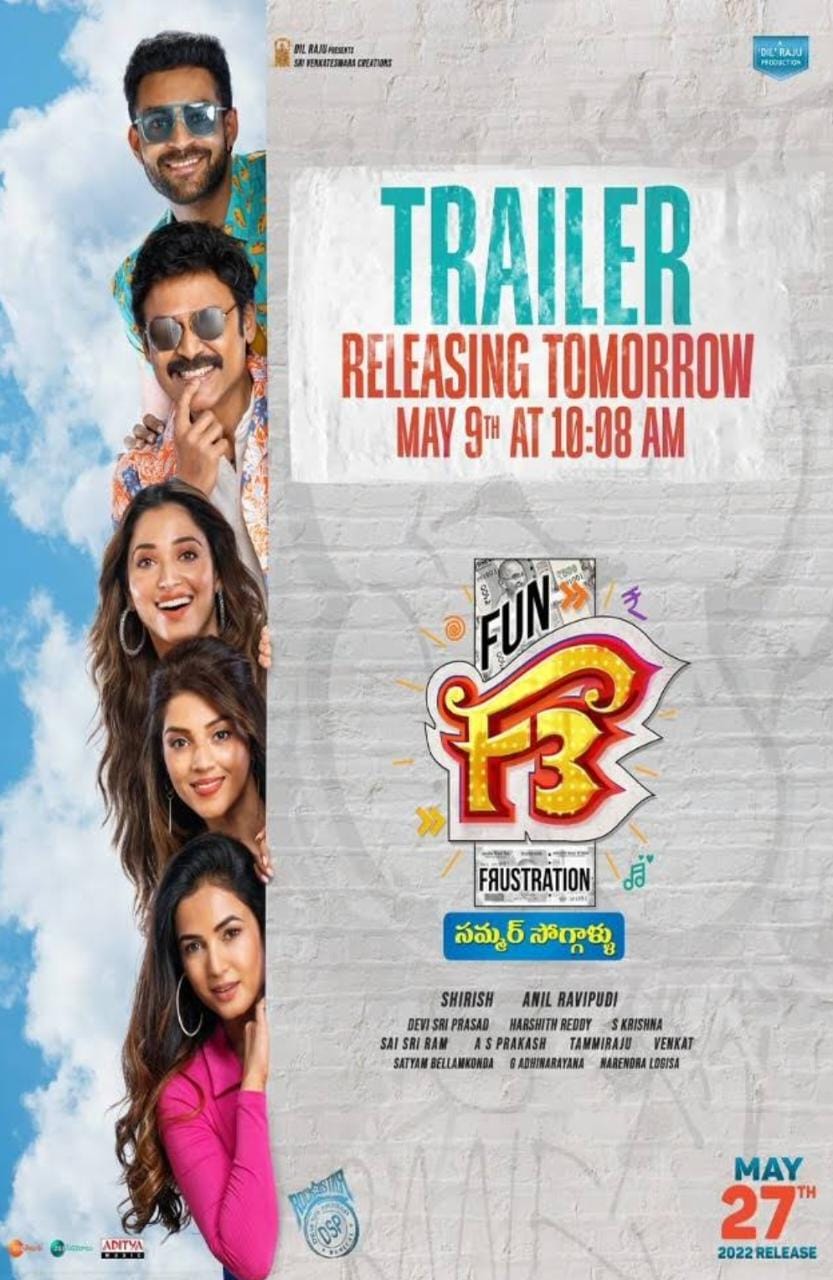 DIL RAJU PRESENTS
SRI VENKATESWARA CREATIONS
A
'DIL' RAJU
PRODUCTION
TRAILER
RELEASING TOMORROW
MAY 9TH AT 10:08 AM
FUN
F3
FRUSTRATION
సమ్మర్ సోగ్గాళ్ళు
SHIRISH ANIL RAVIPUDI
DEVI SRI PRASAD HARSHITH REDDY S KRISHNA
SAI SRI RAM A S PRAKASH TAMMIRAJU VENKAT
SATYAM BELLAMKONDA G ADHINARAYANA NARENDRA LOGISA
ROCKSTAR
DSP
ADITYA
MUSIC
MAY
27TH
2022 RELEASE